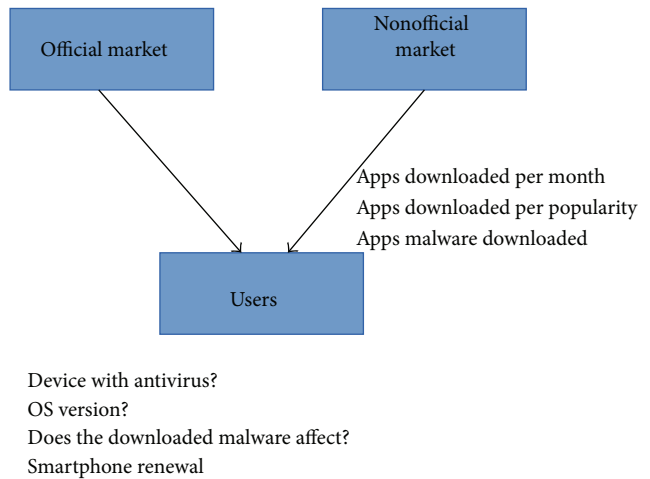 Official market
Nonofficial
market
Apps downloaded per month
Apps downloaded per popularity
Apps malware downloaded
Users
Device with antivirus?
OS version?
Does the downloaded malware affect?
Smartphone renewal